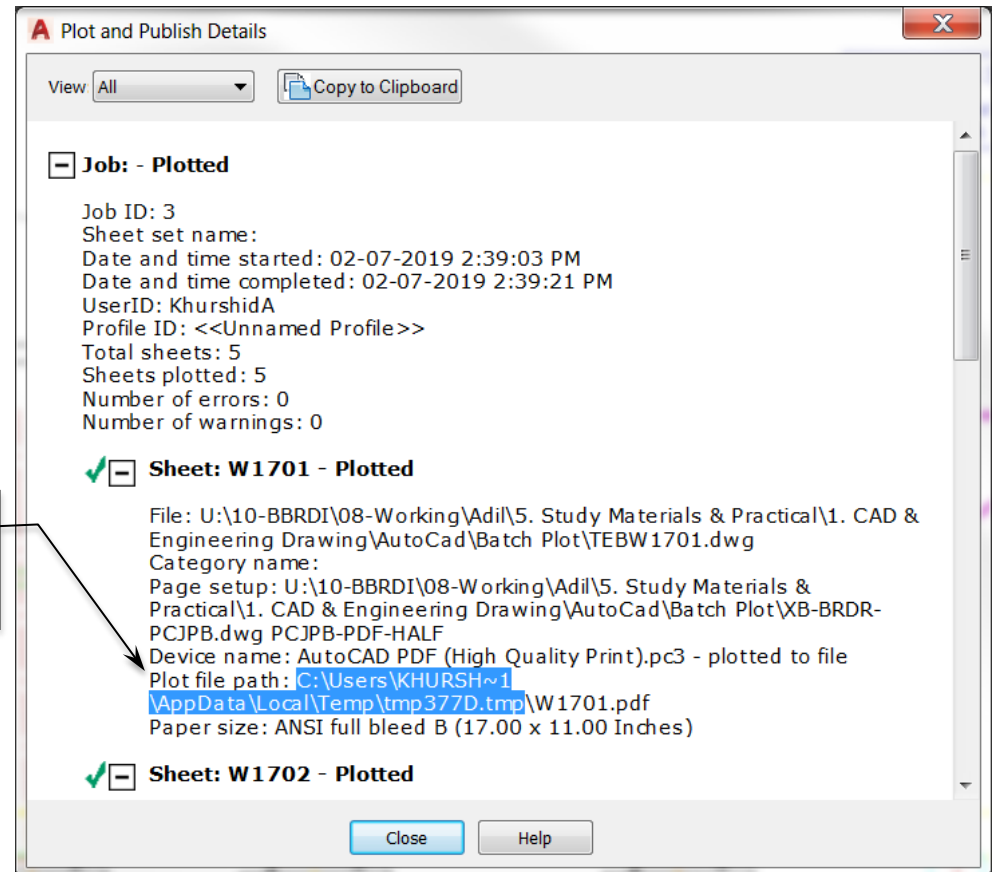 Plot and Publish Details
View: All Copy to Clipboard
Job: - Plotted
Job ID: 3
Sheet set name:
Date and time started: 02-07-2019 2:39:03 PM
Date and time completed: 02-07-2019 2:39:21 PM
UserID: KhurshidA
Profile ID: <<Unnamed Profile>>
Total sheets: 5
Sheets plotted: 5
Number of errors: 0
Number of warnings: 0
Sheet: W1701 - Plotted
File: U:\10-BBRDI\08-Working\Adil\5. Study Materials & Practical\1. CAD &
Engineering Drawing\AutoCad\Batch Plot\TEBW1701.dwg
Category name:
Page setup: U:\10-BBRDI\08-Working\Adil\5. Study Materials &
Practical\1. CAD & Engineering Drawing\AutoCad\Batch Plot\XB-BRDR-
PCJPB.dwg PCJPB-PDF-HALF
Device name: AutoCAD PDF (High Quality Print).pc3 - plotted to file
Plot file path: C:\Users\KHURSH~1
\AppData\Local\Temp\tmp377D.tmp\W1701.pdf
Paper size: ANSI full bleed B (17.00 x 11.00 Inches)
Sheet: W1702 - Plotted
Close Help